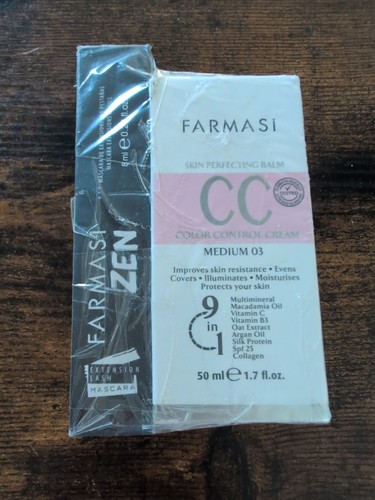 FARMASi
SKIN PERFECTING BALM
CC
COLOR CONTROL CREAM
MEDIUM 03
Improves skin resistance • Evens
Covers • Illuminates • Moisturises
Protects your skin
9 in 1
Multimineral
Macadamia Oil
Vitamin C
Vitamin B3
Oat Extract
Argan Oil
Silk Protein
Spf 25
Collagen
50 ml e 1.7 fl.oz.
FARMASi
ZEN
EXTENSION
LASH
MASCARA